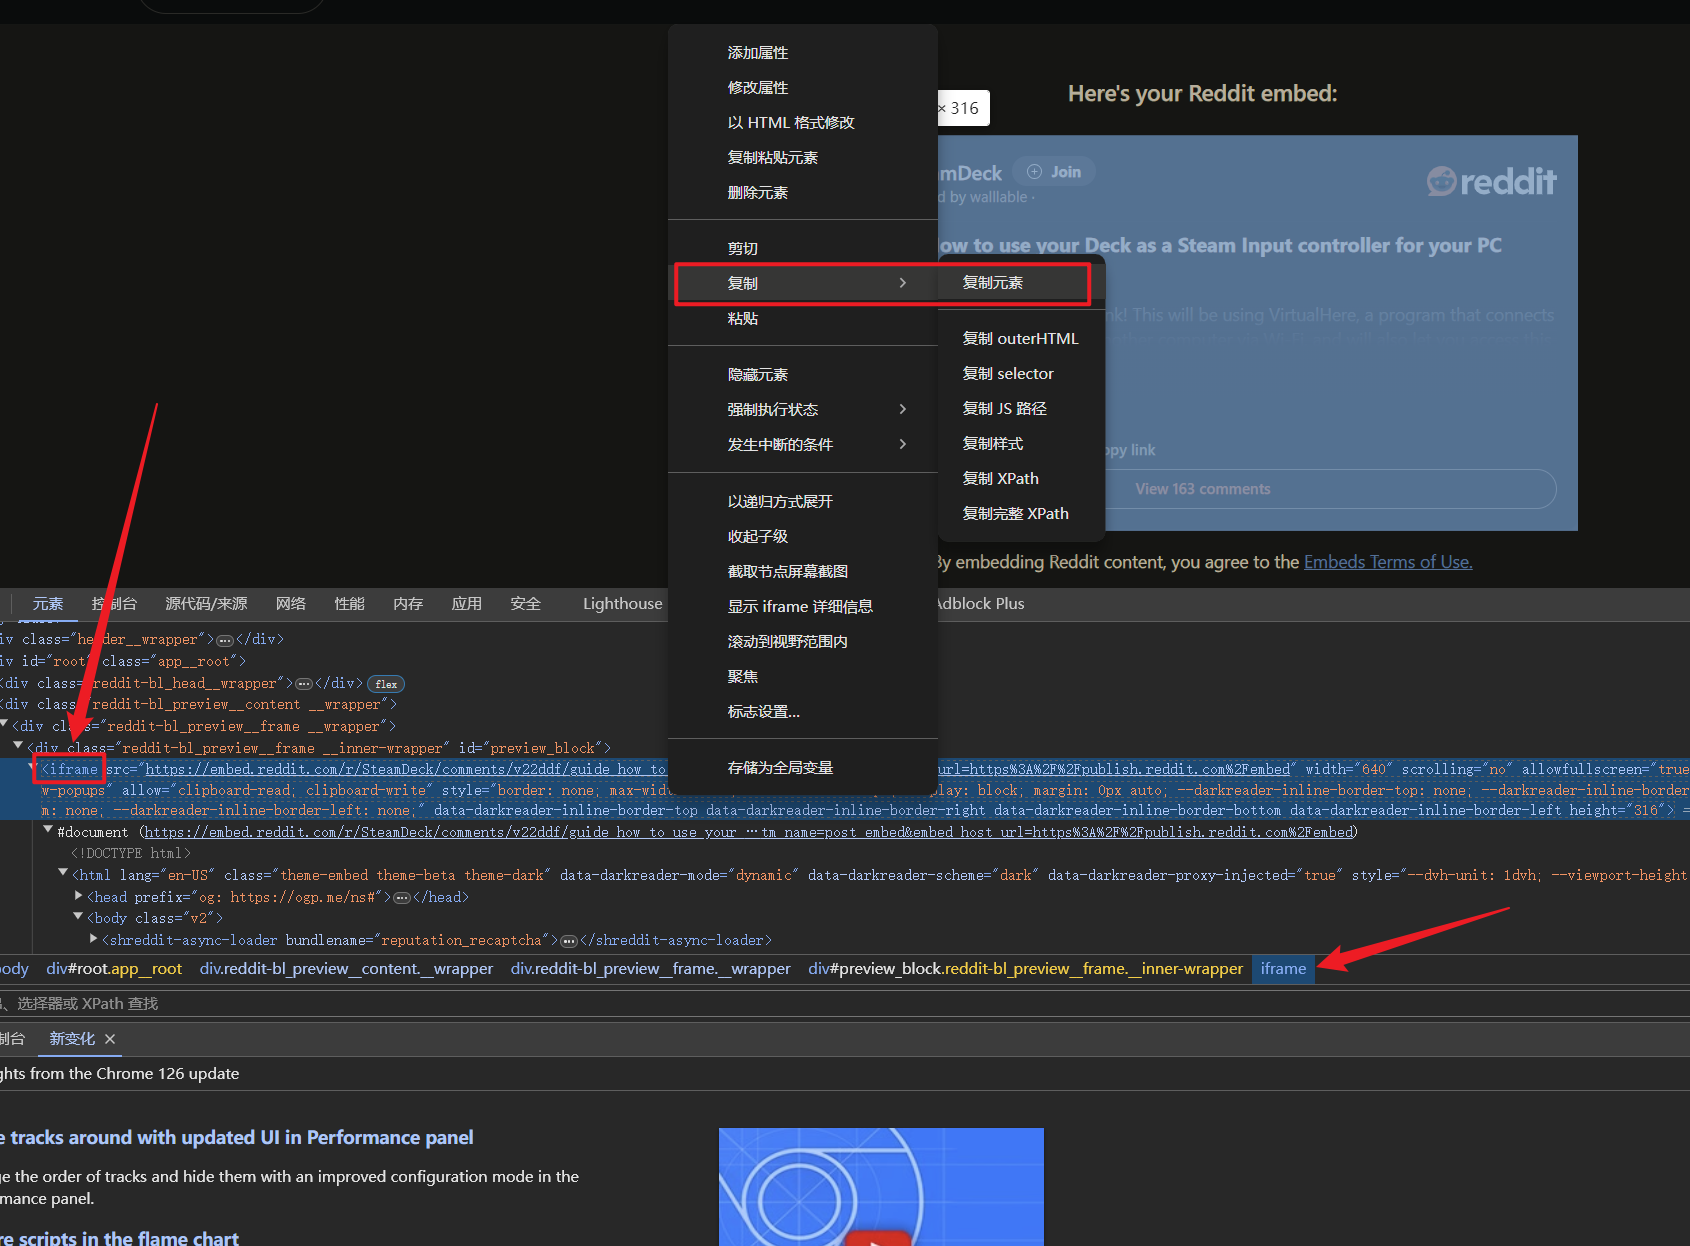 添加属性
修改属性
以 HTML 格式修改
复制粘贴元素
删除元素
剪切
复制
粘贴
隐藏元素
强制执行状态
发生中断的条件
以递归方式展开
收起子级
截取节点屏幕截图
显示 iframe 详细信息
滚动到视野范围内
聚焦
标志设置...
存储为全局变量
复制元素
复制 outerHTML
复制 selector
复制 JS 路径
复制样式
复制 XPath
复制完整 XPath
Here's your Reddit embed:
× 316
mDeck Join
reddit
d by walllable ·
ow to use your Deck as a Steam Input controller for your PC
nk! This will be using VirtualHere, a program that connects
opy link
View 163 comments
By embedding Reddit content, you agree to the Embeds Terms of Use.
元素 控制台 源代码/来源 网络 性能 内存 应用 安全 Lighthouse Adblock Plus
iv class="header__wrapper">…</div>
iv id="root" class="app__root">
<div class="reddit-bl_head__wrapper">…</div> flex
<div class="reddit-bl_preview__content __wrapper">
<div class="reddit-bl_preview__frame __wrapper">
<div class="reddit-bl_preview__frame __inner-wrapper" id="preview_block">
<iframe src="https://embed.reddit.com/r/SteamDeck/comments/v22ddf/guide_how_to url=https%3A%2F%2Fpublish.reddit.com%2Fembed" width="640" scrolling="no" allowfullscreen="true
w-popups" allow="clipboard-read; clipboard-write" style="border: none; max-wid play: block; margin: 0px auto; --darkreader-inline-border-top: none; --darkreader-inline-border-
m: none; --darkreader-inline-border-left: none;" data-darkreader-inline-border-top data-darkreader-inline-border-right data-darkreader-inline-border-bottom data-darkreader-inline-border-left height="316"> =
#document (https://embed.reddit.com/r/SteamDeck/comments/v22ddf/guide_how_to_use_your_…tm_name=post_embed&embed_host_url=https%3A%2F%2Fpublish.reddit.com%2Fembed)
<!DOCTYPE html>
<html lang="en-US" class="theme-embed theme-beta theme-dark" data-darkreader-mode="dynamic" data-darkreader-scheme="dark" data-darkreader-proxy-injected="true" style="--dvh-unit: 1dvh; --viewport-height
<head prefix="og: https://ogp.me/ns#">…</head>
<body class="v2">
<shreddit-async-loader bundlename="reputation_recaptcha">…</shreddit-async-loader>
ody div#root.app__root div.reddit-bl_preview__content.__wrapper div.reddit-bl_preview__frame.__wrapper div#preview_block.reddit-bl_preview__frame.__inner-wrapper iframe
、选择器或 XPath 查找
制台 新变化 ×
ghts from the Chrome 126 update
e tracks around with updated UI in Performance panel
ge the order of tracks and hide them with an improved configuration mode in the
rmance panel.
re scripts in the flame chart